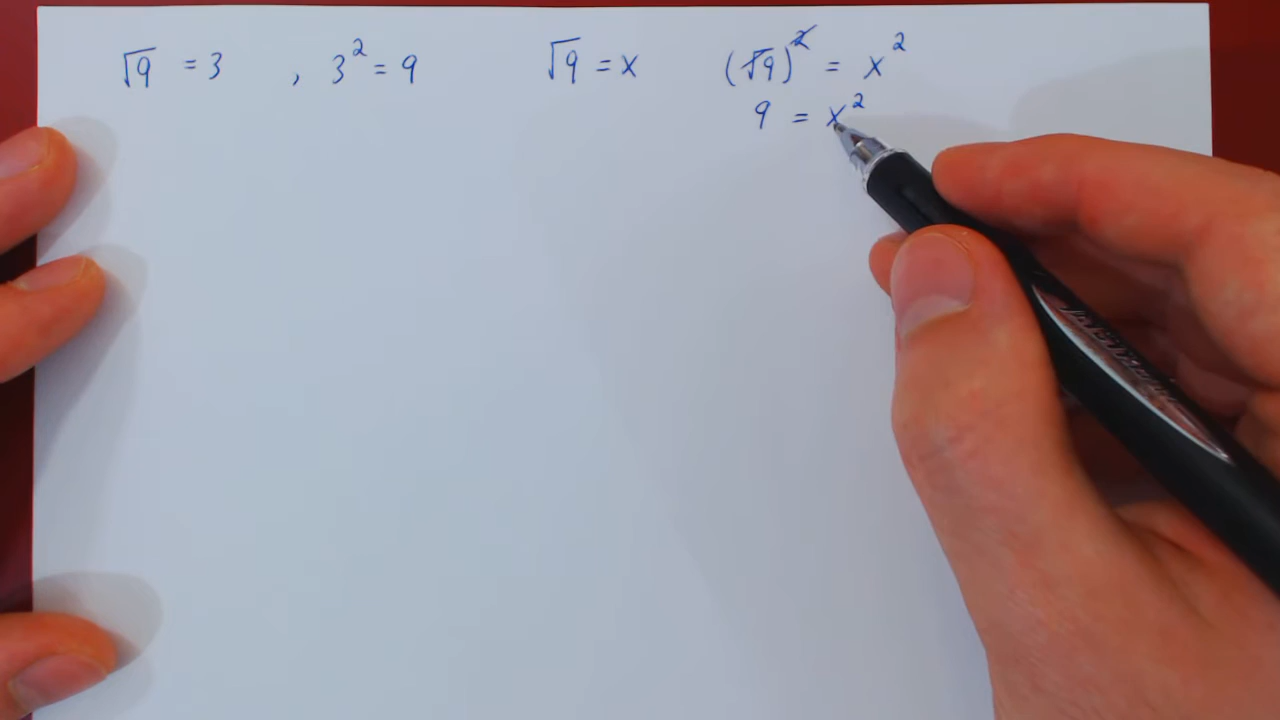 √9 = 3 , 3² = 9 √9 = x (√9)² = x²
9 = x²